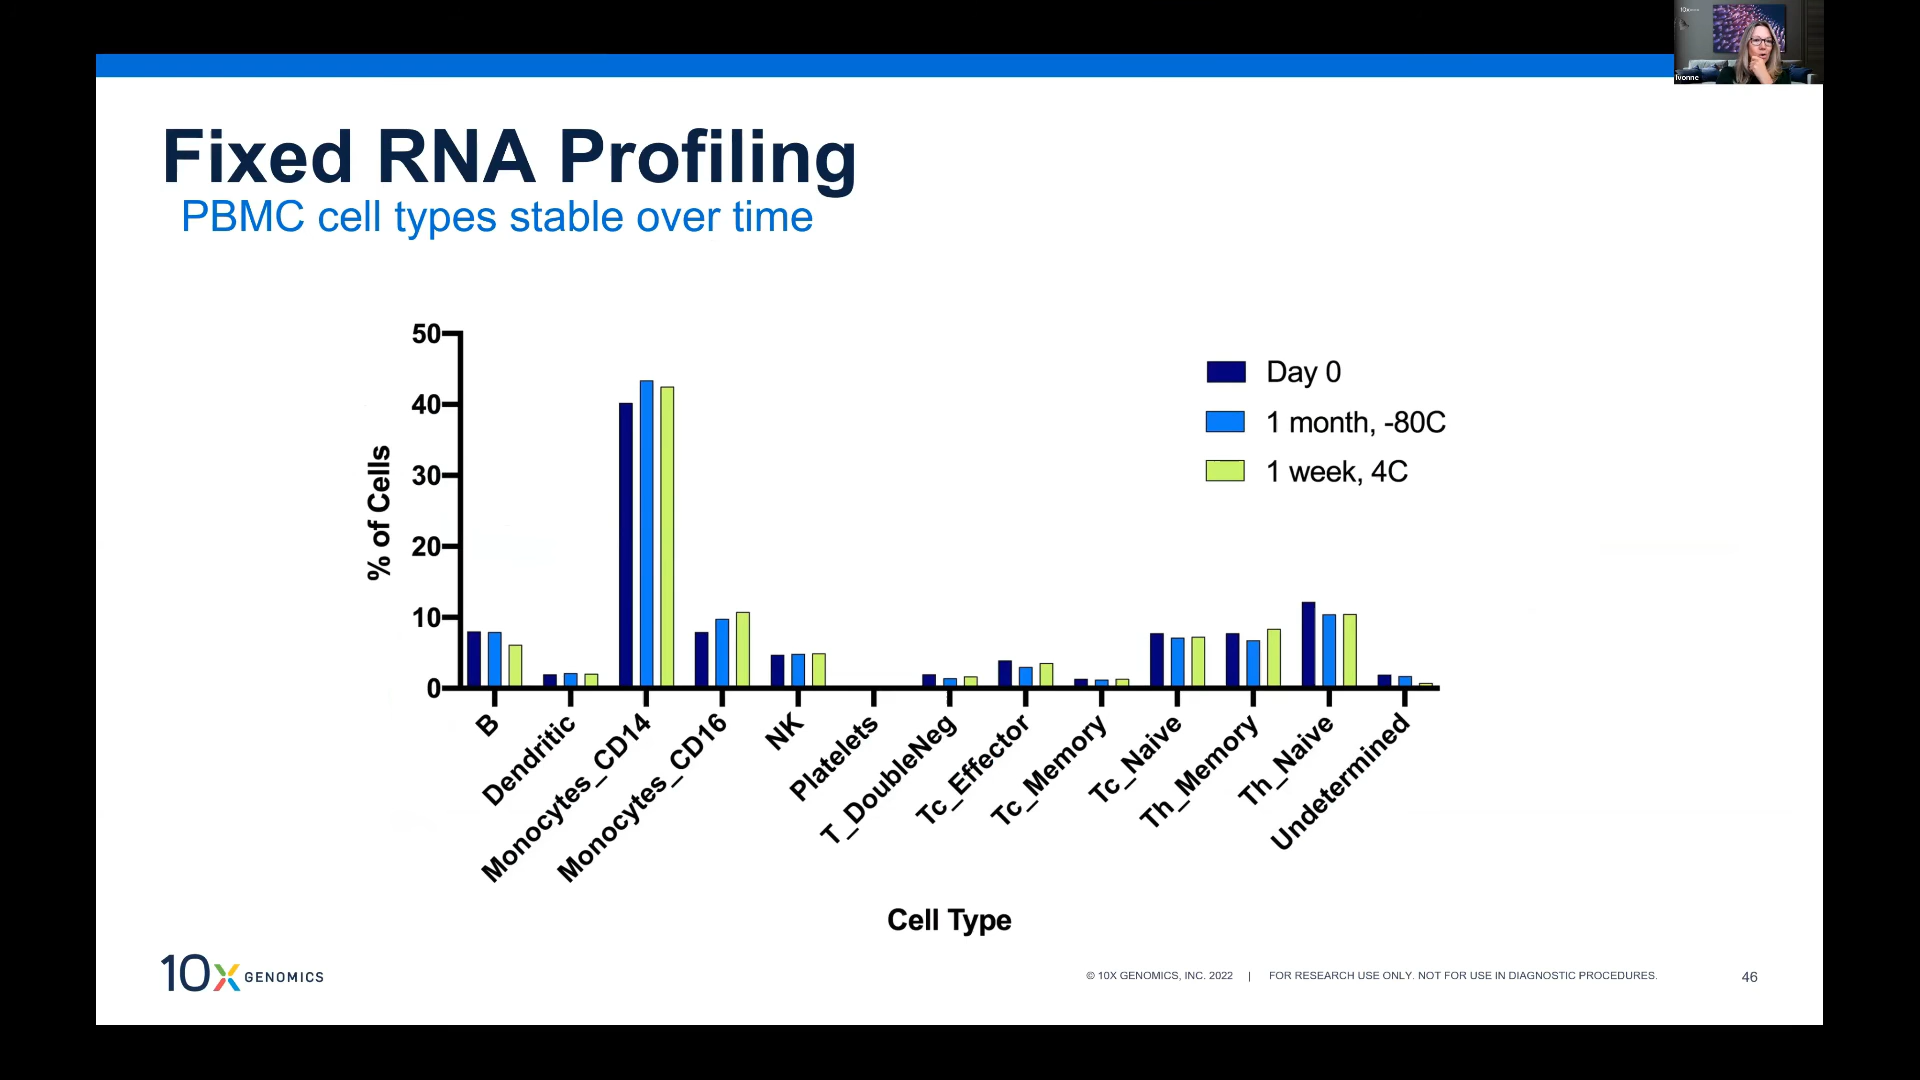 10x
Ivonne
Fixed RNA Profiling
PBMC cell types stable over time
50
40
30
20
10
0
% of Cells
Day 0
1 month, -80C
1 week, 4C
B
Dendritic
Monocytes_CD14
Monocytes_CD16
NK
Platelets
T_DoubleNeg
Tc_Effector
Tc_Memory
Tc_Naive
Th_Memory
Th_Naive
Undetermined
Cell Type
10x GENOMICS
© 10X GENOMICS, INC. 2022 | FOR RESEARCH USE ONLY. NOT FOR USE IN DIAGNOSTIC PROCEDURES.
46